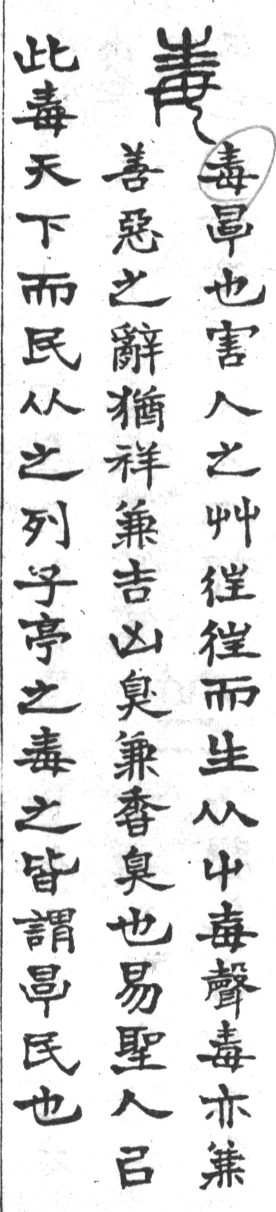 毒
毒㫗也害人之艸往往而生从屮毒聲毒亦兼
善惡之辭猶祥兼吉凶臭兼香臭也易聖人㠯
此毒天下而民从之列子亭之毒之皆謂㫗民也